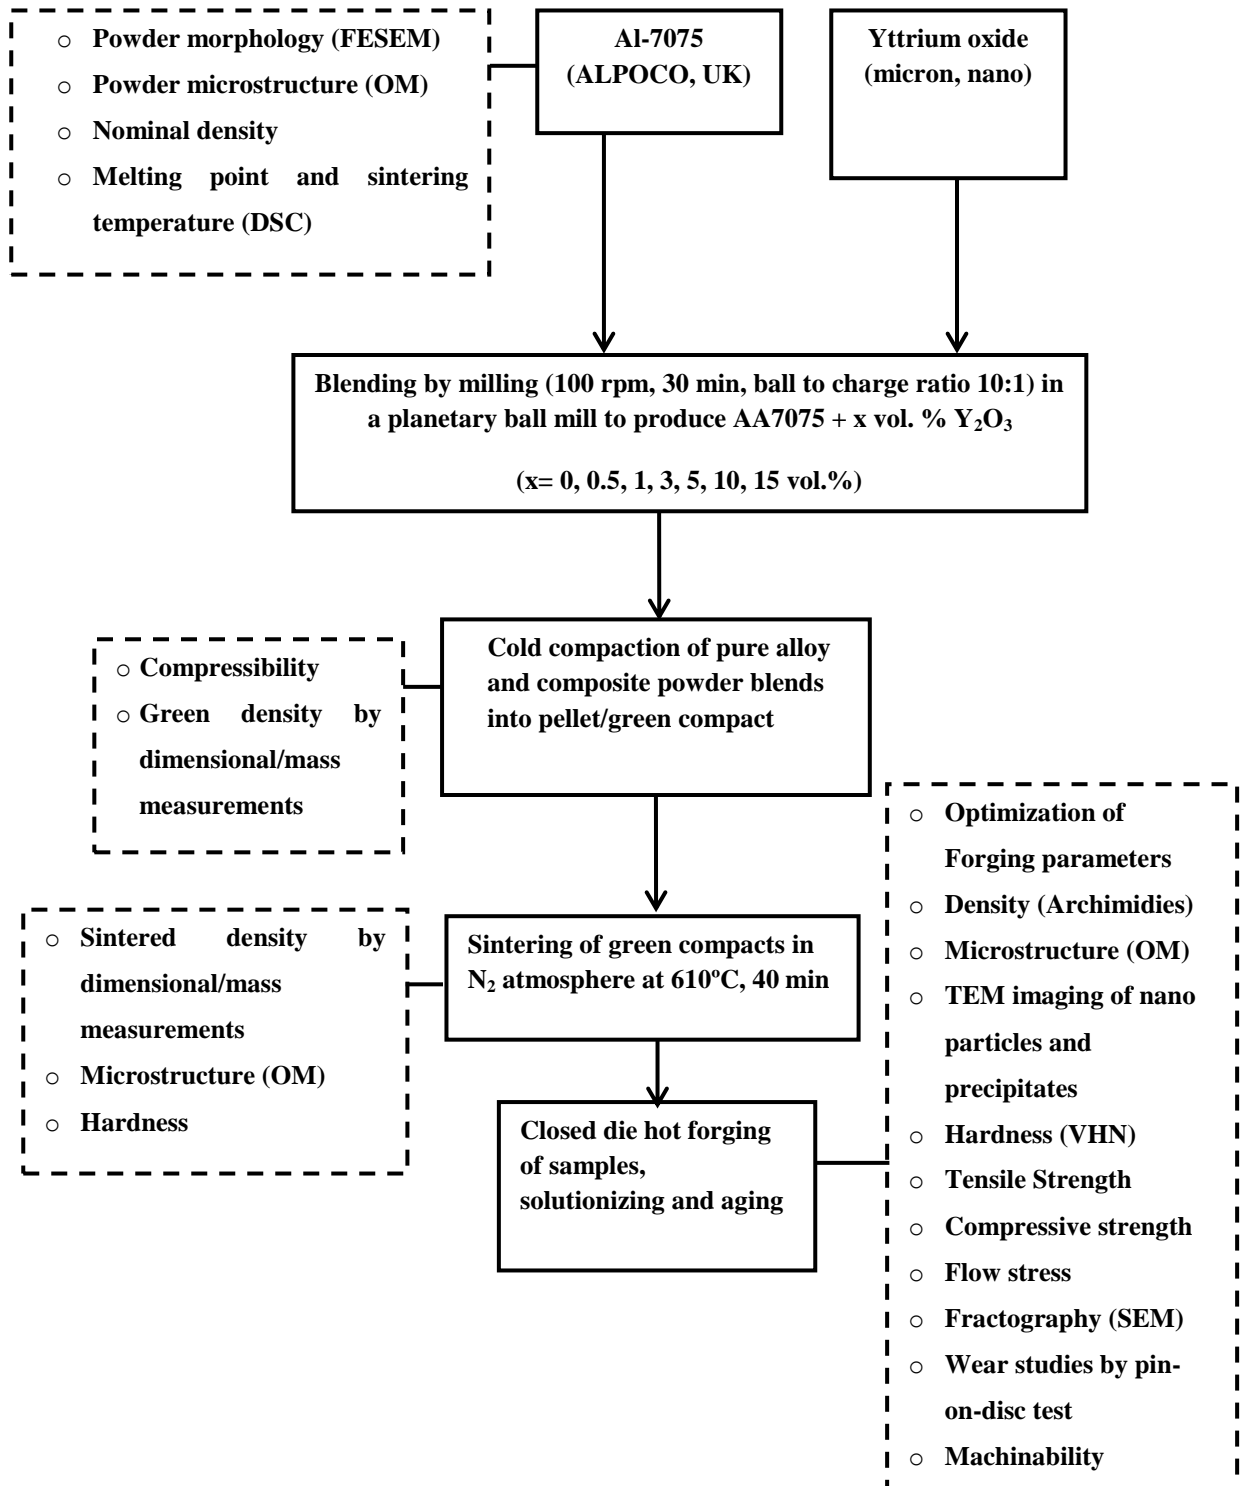 ○ Powder morphology (FESEM)
○ Powder microstructure (OM)
○ Nominal density
○ Melting point and sintering
temperature (DSC)
Al-7075
(ALPOCO, UK)
Yttrium oxide
(micron, nano)
Blending by milling (100 rpm, 30 min, ball to charge ratio 10:1) in
a planetary ball mill to produce AA7075 + x vol. % Y₂O₃
(x= 0, 0.5, 1, 3, 5, 10, 15 vol.%)
Cold compaction of pure alloy
and composite powder blends
into pellet/green compact
○ Compressibility
○ Green density by
dimensional/mass
measurements
Sintering of green compacts in
N₂ atmosphere at 610ºC, 40 min
○ Sintered density by
dimensional/mass
measurements
○ Microstructure (OM)
○ Hardness
Closed die hot forging
of samples,
solutionizing and aging
○ Optimization of
Forging parameters
○ Density (Archimidies)
○ Microstructure (OM)
○ TEM imaging of nano
particles and
precipitates
○ Hardness (VHN)
○ Tensile Strength
○ Compressive strength
○ Flow stress
○ Fractography (SEM)
○ Wear studies by pin-
on-disc test
○ Machinability